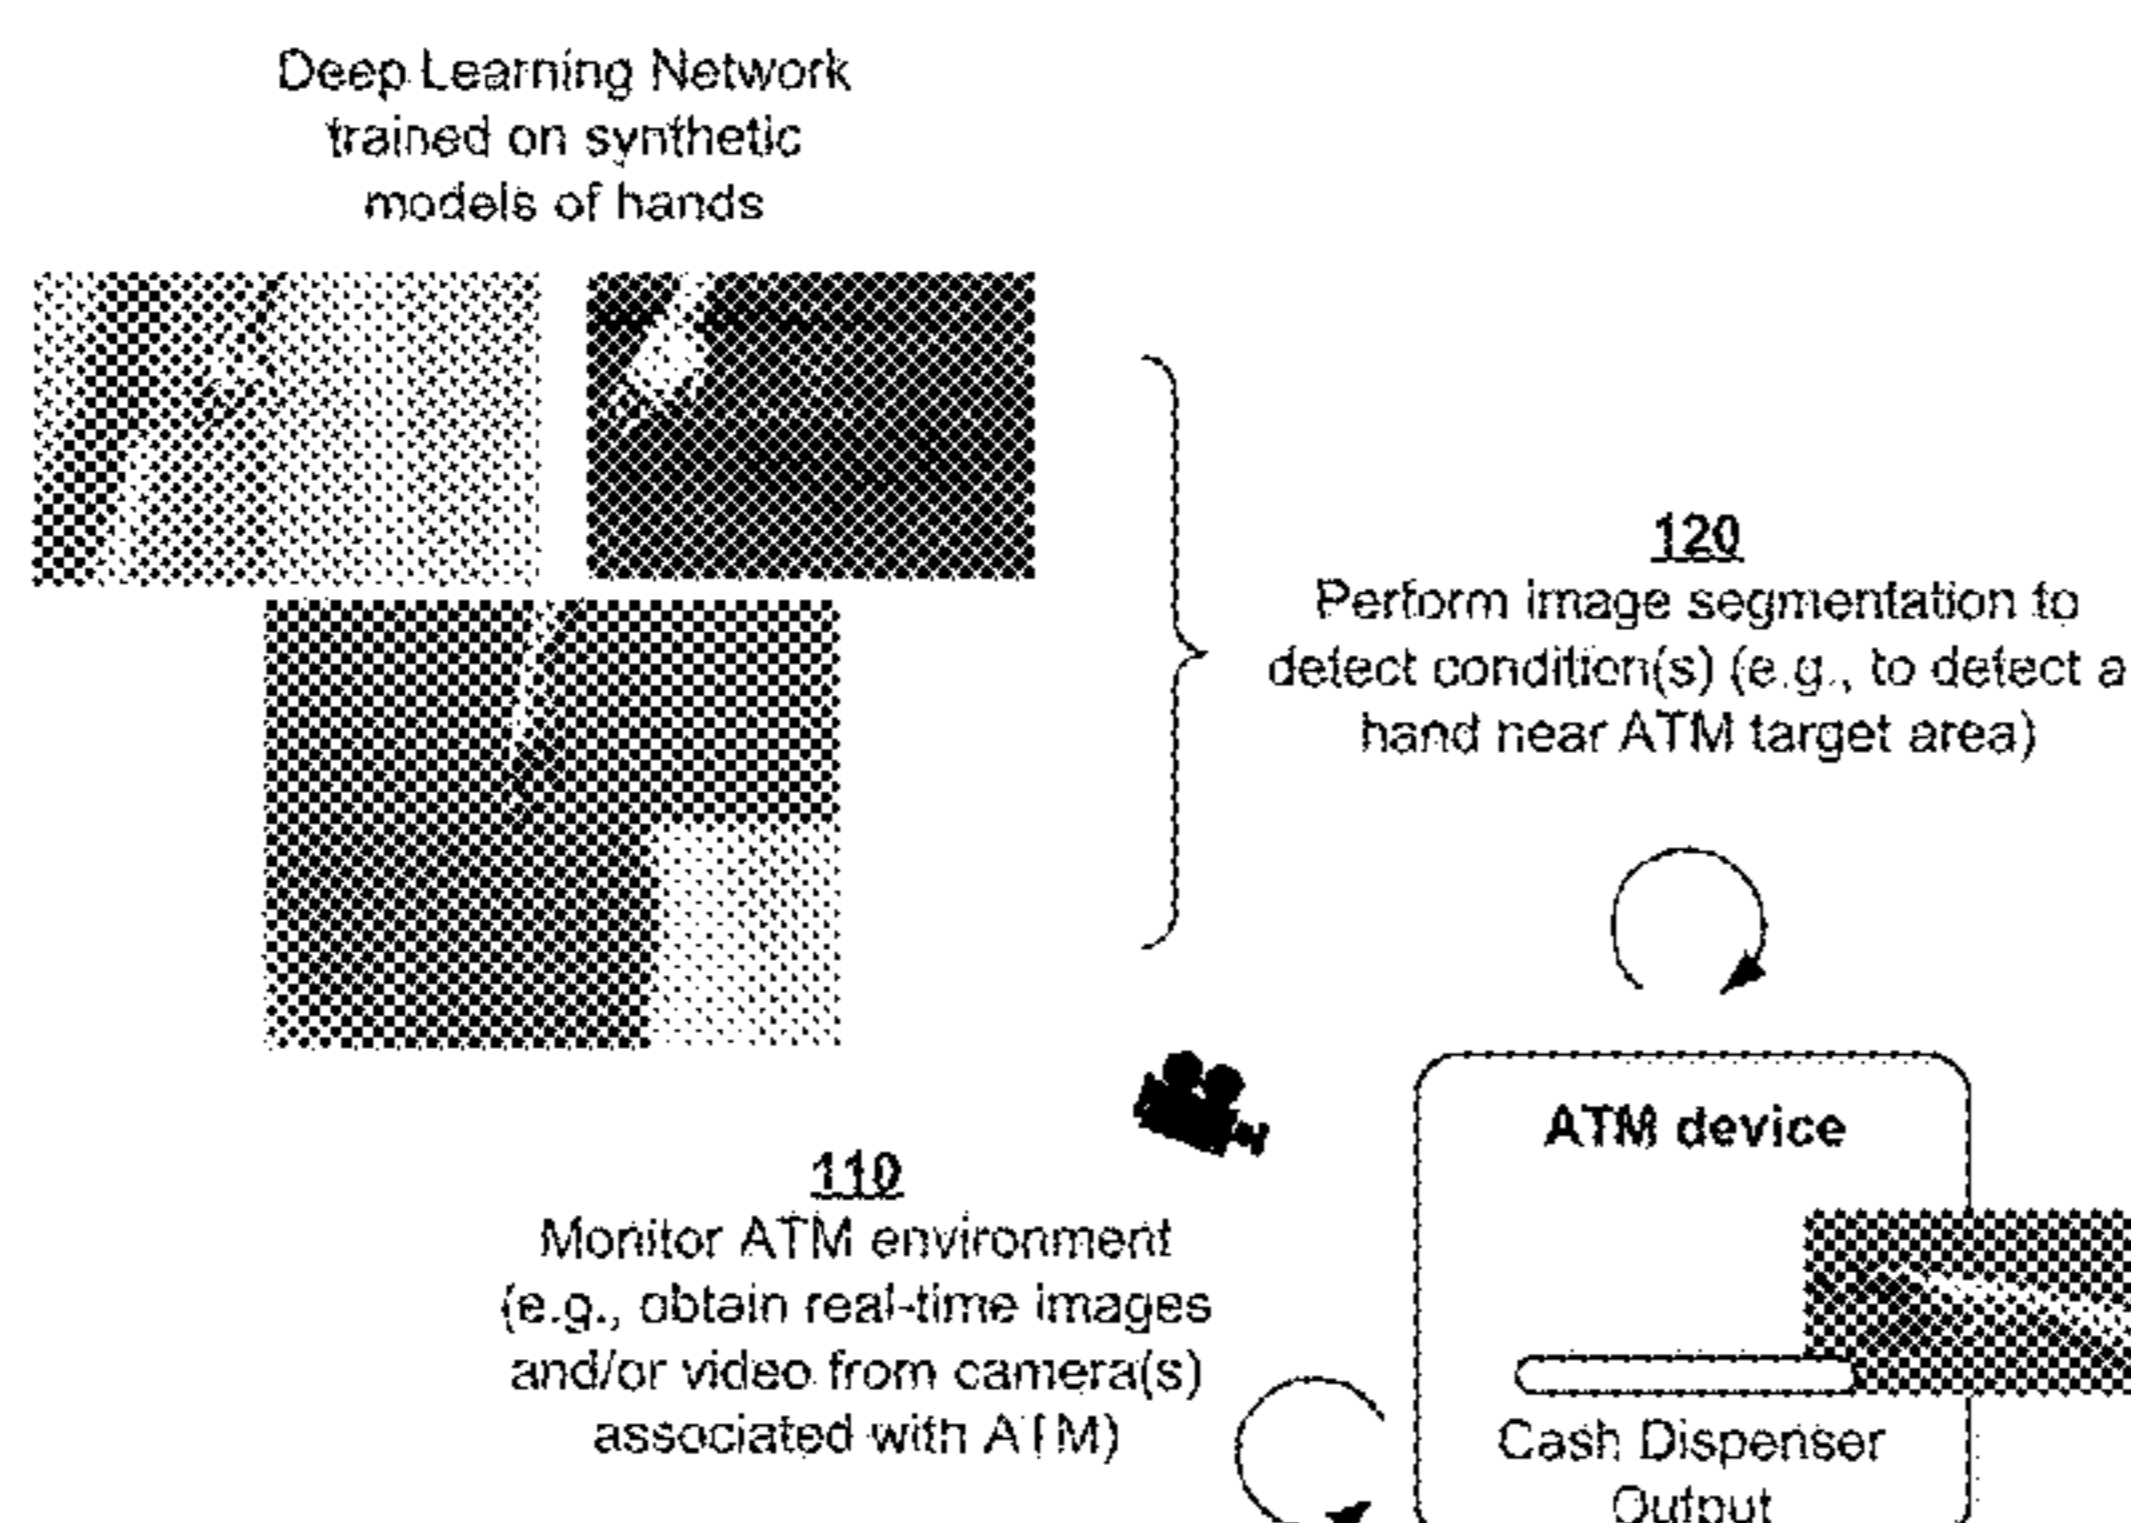 Deep Learning Network
trained on synthetic
models of hands
120
Perform image segmentation to
detect condition(s) (e.g., to detect a
hand near ATM target area)
ATM device
110
Monitor ATM environment
(e.g., obtain real-time images
and/or video from camera(s)
associated with ATM)
Cash Dispenser
Output